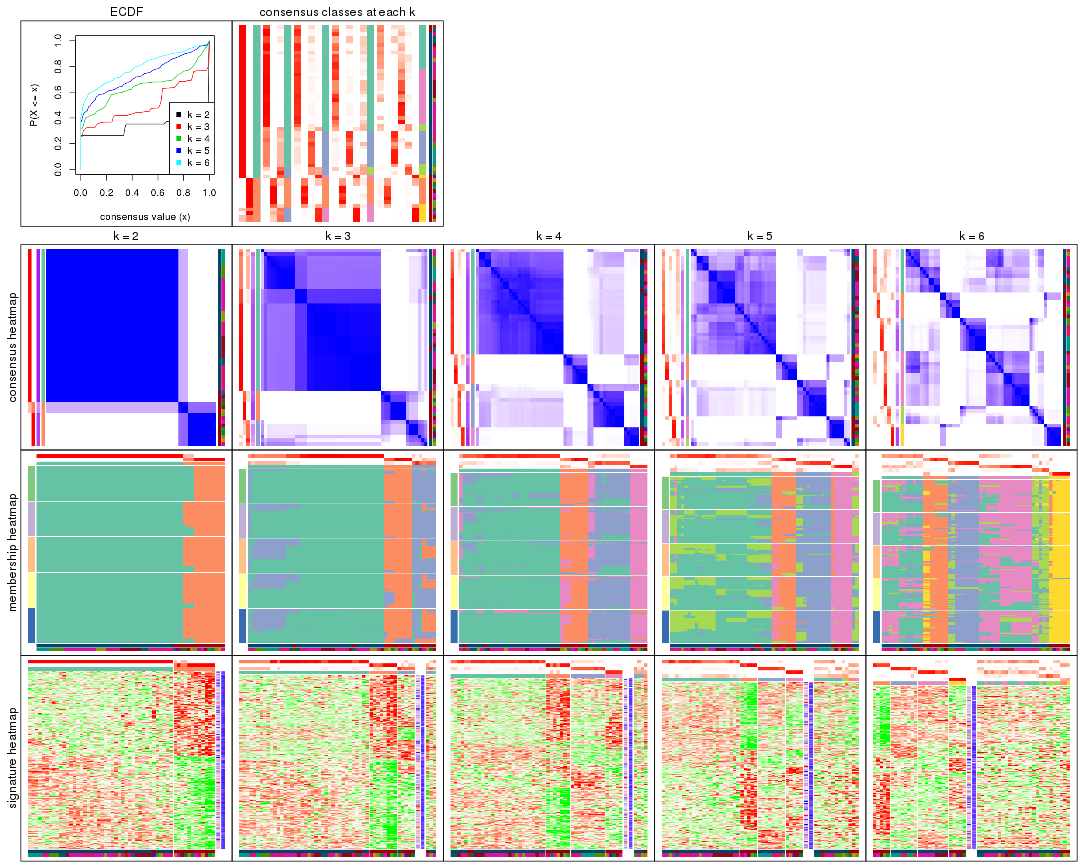 ECDF
consensus classes at each k
P(X <= x)
0.0 0.2 0.4 0.6 0.8 1.0
k = 2
k = 3
k = 4
k = 5
k = 6
0.0 0.2 0.4 0.6 0.8 1.0
consensus value (x)
k = 2
k = 3
k = 4
k = 5
k = 6
consensus heatmap
membership heatmap
signature heatmap